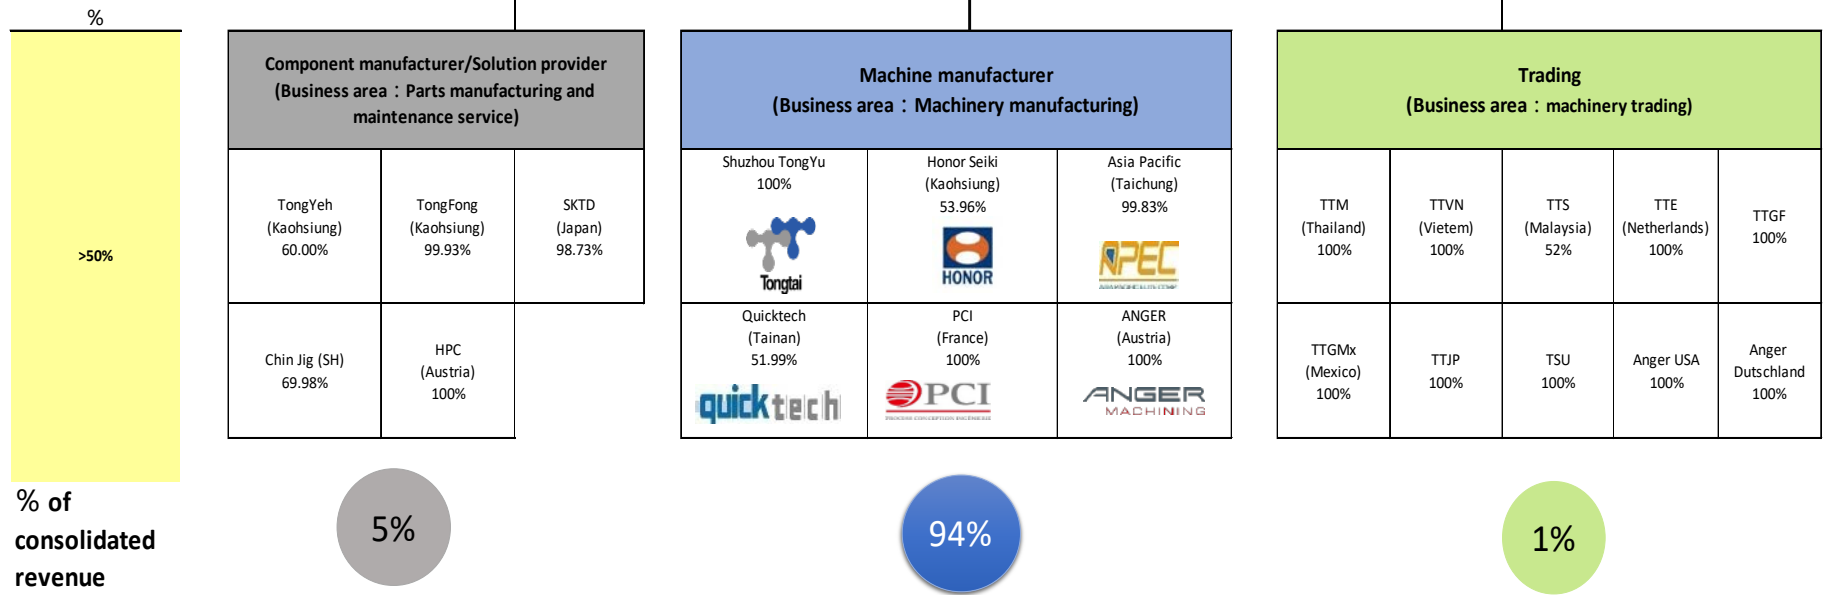 %
>50%
Component manufacturer/Solution provider
(Business area：Parts manufacturing and
maintenance service)
TongYeh
(Kaohsiung)
60.00%
TongFong
(Kaohsiung)
99.93%
SKTD
(Japan)
98.73%
Chin Jig (SH)
69.98%
HPC
(Austria)
100%
Machine manufacturer
(Business area：Machinery manufacturing)
Shuzhou TongYu
100%
Tongtai
Honor Seiki
(Kaohsiung)
53.96%
HONOR
Asia Pacific
(Taichung)
99.83%
APEC
Quicktech
(Tainan)
51.99%
quicktech
PCI
(France)
100%
PCI
PROCESS CONCEPTION INGENIERIE
ANGER
(Austria)
100%
ANGER
MACHINING
Trading
(Business area：machinery trading)
TTM
(Thailand)
100%
TTVN
(Vietem)
100%
TTS
(Malaysia)
52%
TTE
(Netherlands)
100%
TTGF
100%
TTGMx
(Mexico)
100%
TTJP
100%
TSU
100%
Anger USA
100%
Anger
Dutschland
100%
% of
consolidated
revenue
5%
94%
1%